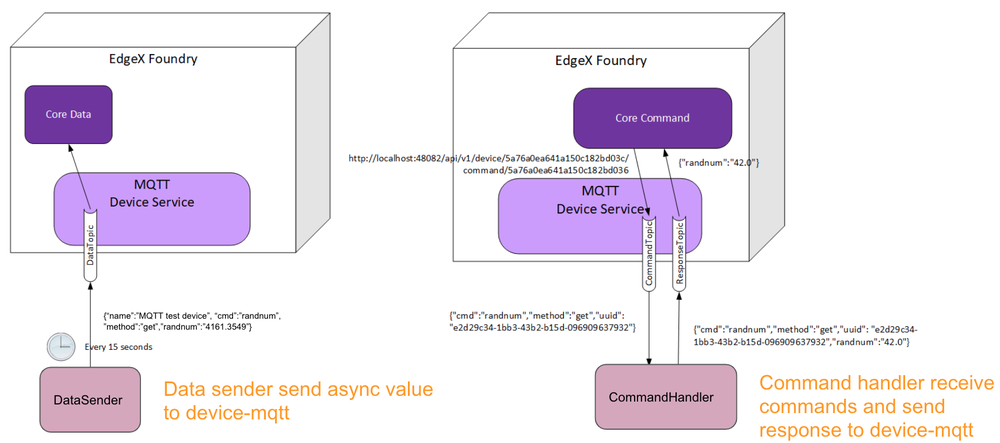 EdgeX Foundry
Core Data
MQTT
Device Service
DataTopic
{"name":"MQTT test device", "cmd":"randnum",
"method":"get","randnum":"4161.3549"}
Every 15 seconds
DataSender
Data sender send async value
to device-mqtt
EdgeX Foundry
Core Command
http://localhost:48082/api/v1/device/5a76a0ea641a150c182bd03c/
command/5a76a0ea641a150c182bd036
{"randnum":"42.0"}
MQTT
Device Service
CommandTopic
ResponseTopic
{"cmd":"randnum","method":"get","uuid":
"e2d29c34-1bb3-43b2-b15d-096909637932"}
{"cmd":"randnum","method":"get","uuid": "e2d29c34-
1bb3-43b2-b15d-096909637932","randnum":"42.0"}
CommandHandler
Command handler receive
commands and send
response to device-mqtt